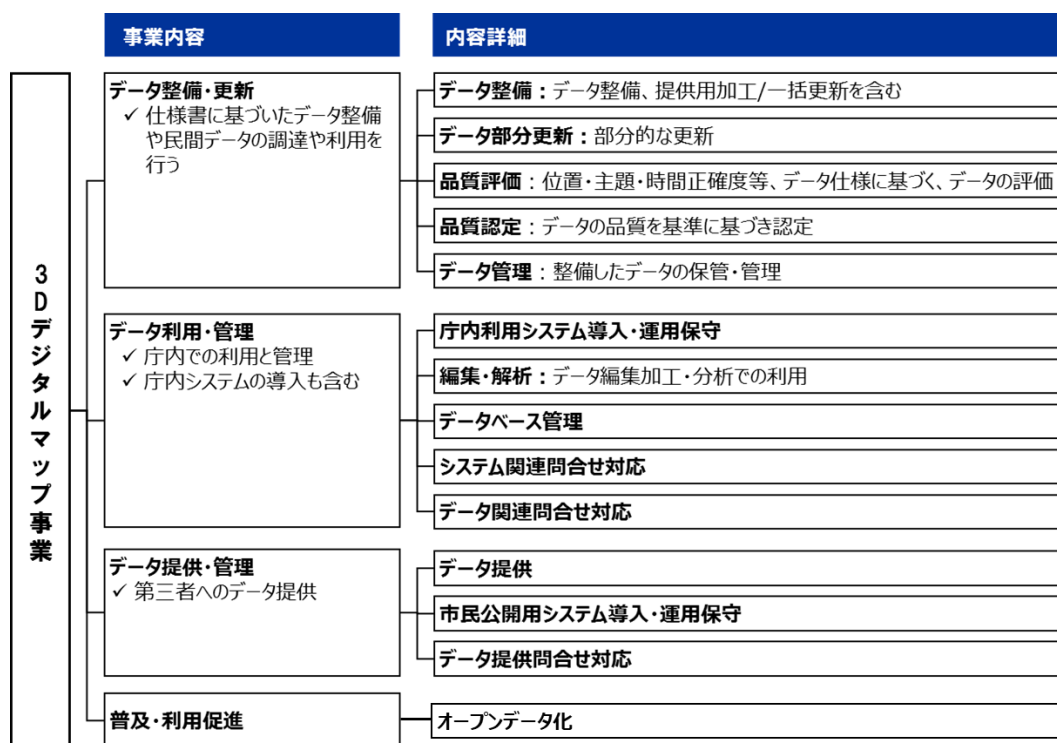 事業内容
内容詳細
3Dデジタルマップ事業
データ整備・更新
✓ 仕様書に基づいたデータ整備
や民間データの調達や利用を
行う
データ整備：データ整備、提供用加工/一括更新を含む
データ部分更新：部分的な更新
品質評価：位置・主題・時間正確度等、データ仕様に基づく、データの評価
品質認定：データの品質を基準に基づき認定
データ管理：整備したデータの保管・管理
データ利用・管理
✓ 庁内での利用と管理
✓ 庁内システムの導入も含む
庁内利用システム導入・運用保守
編集・解析：データ編集加工・分析での利用
データベース管理
システム関連問合せ対応
データ関連問合せ対応
データ提供・管理
✓ 第三者へのデータ提供
データ提供
市民公開用システム導入・運用保守
データ提供問合せ対応
普及・利用促進
オープンデータ化